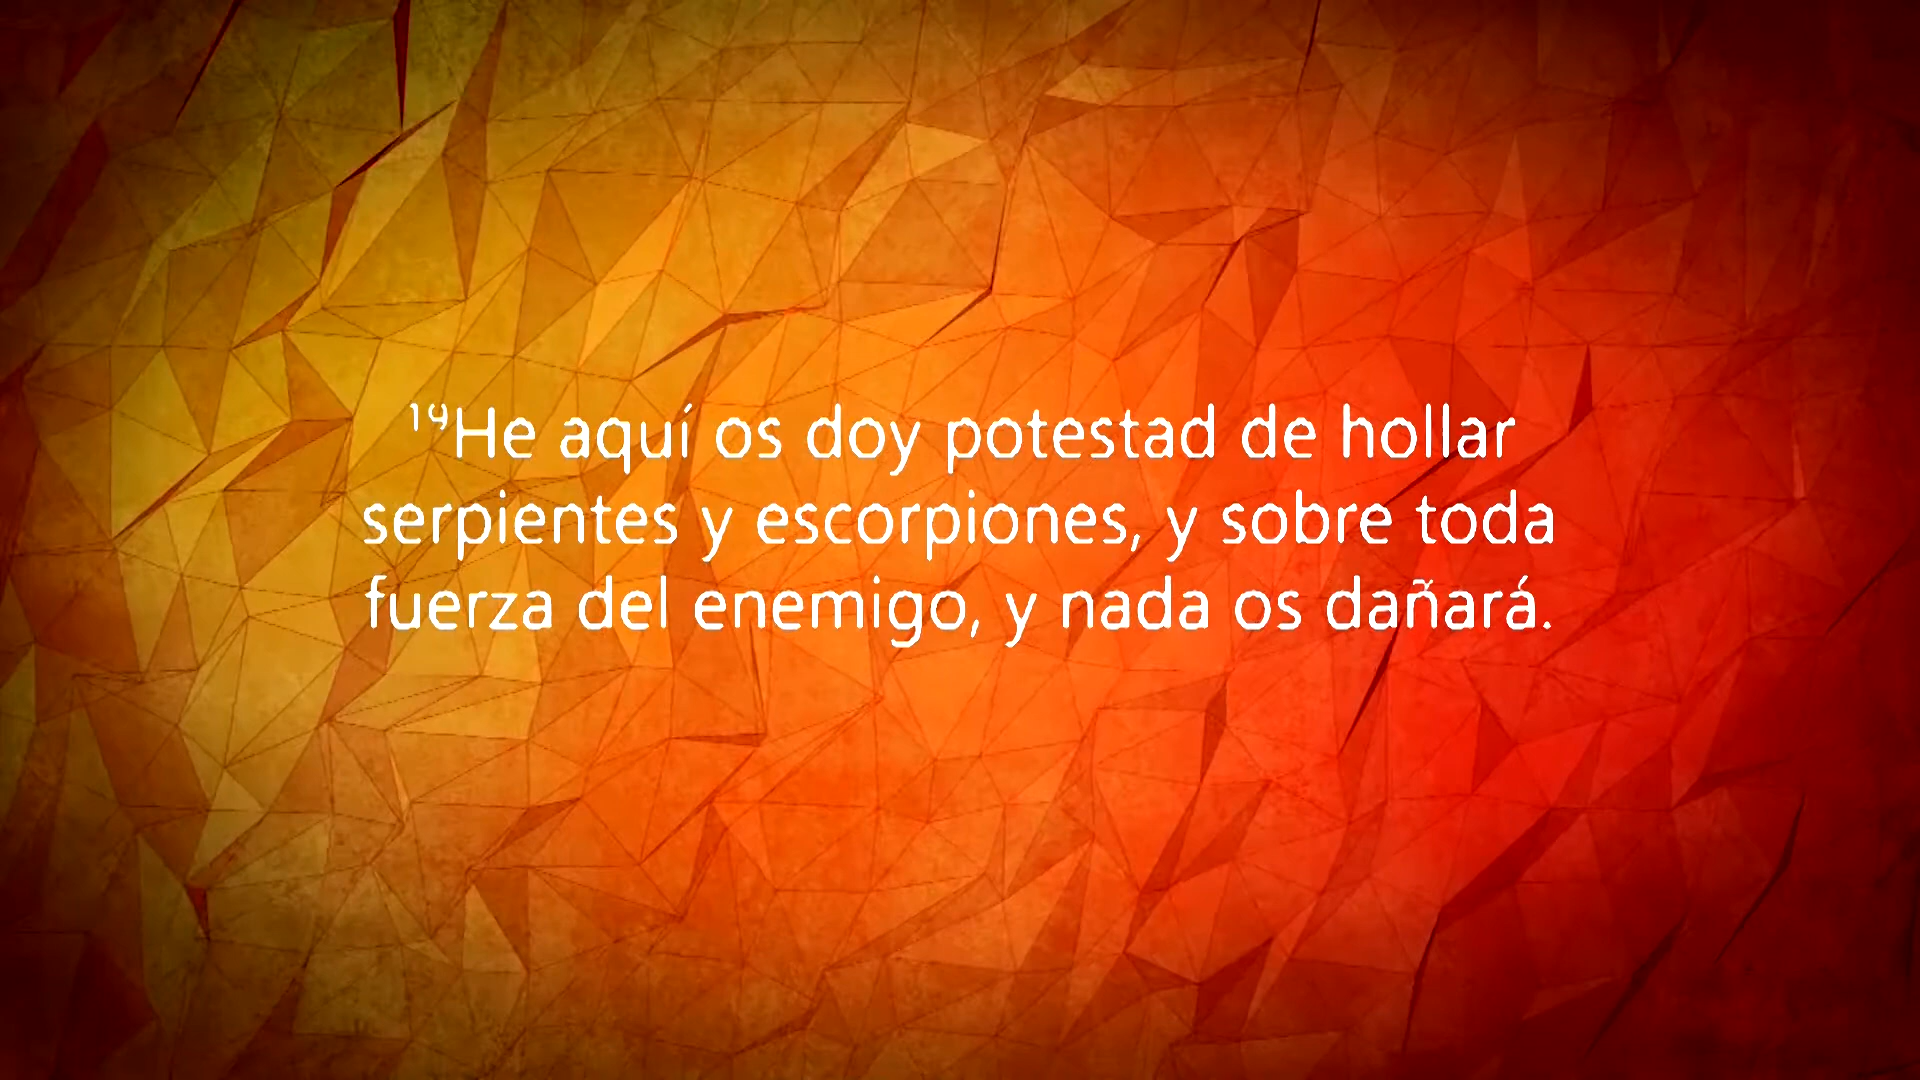 ¹⁹He aquí os doy potestad de hollar
serpientes y escorpiones, y sobre toda
fuerza del enemigo, y nada os dañará.